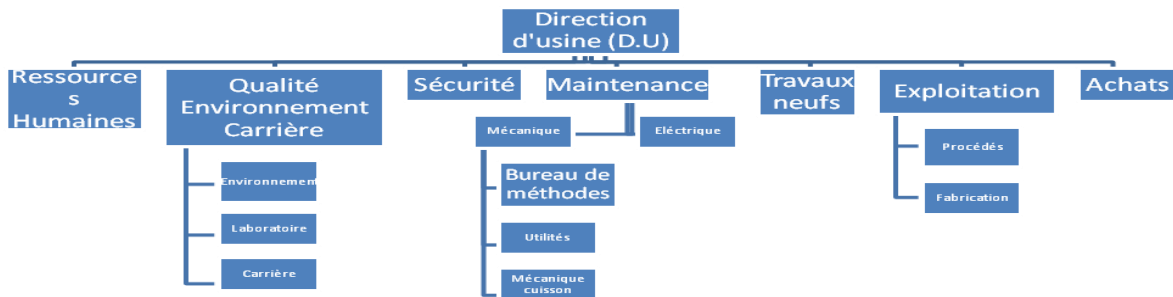 Direction
d'usine (D.U)
Ressource
s
Humaines
Qualité
Environnement
Carrière
Sécurité
Maintenance
Travaux
neufs
Exploitation
Achats
Mécanique
Eléctrique
Procédés
Bureau de
méthodes
Environnement
Fabrication
Laboratoire
Utilités
Carrière
Mécanique
cuisson